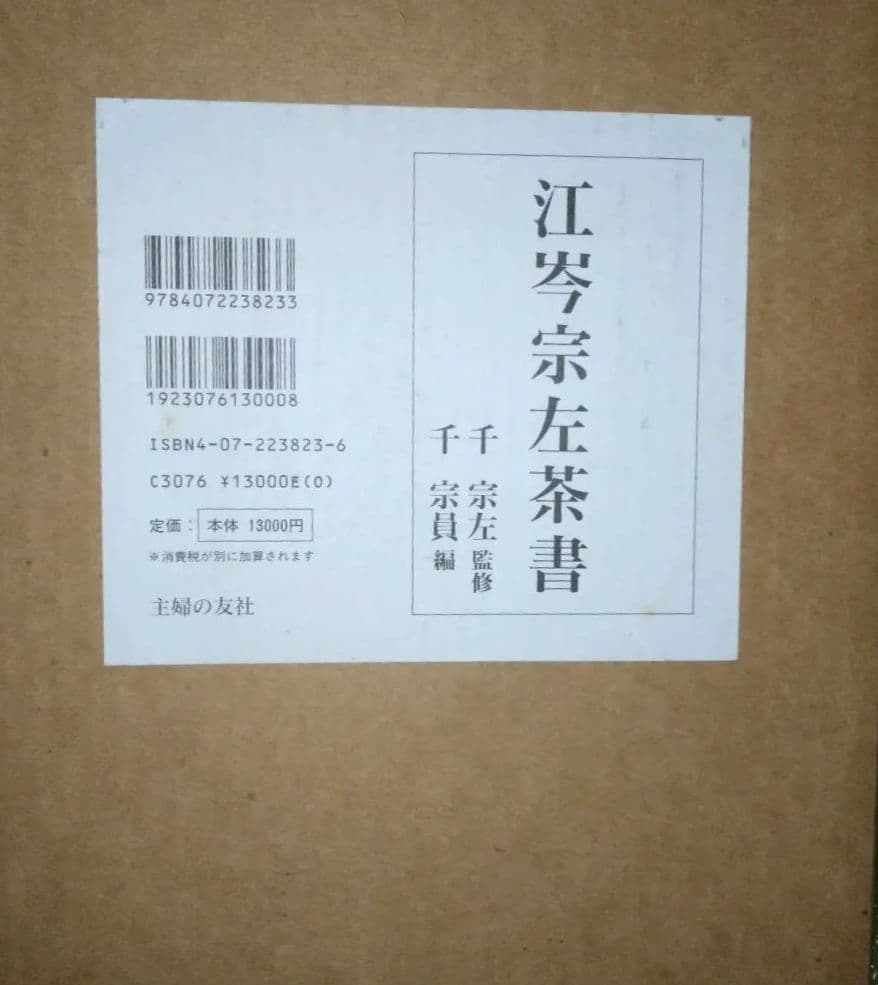 江岑宗左茶書
千 宗左 監修
千 宗員 編
9784072238233
1923076130008
ISBN4-07-223823-6
C3076 ¥13000E(0)
定価： 本体 13000円
※消費税が別に加算されます
主婦の友社